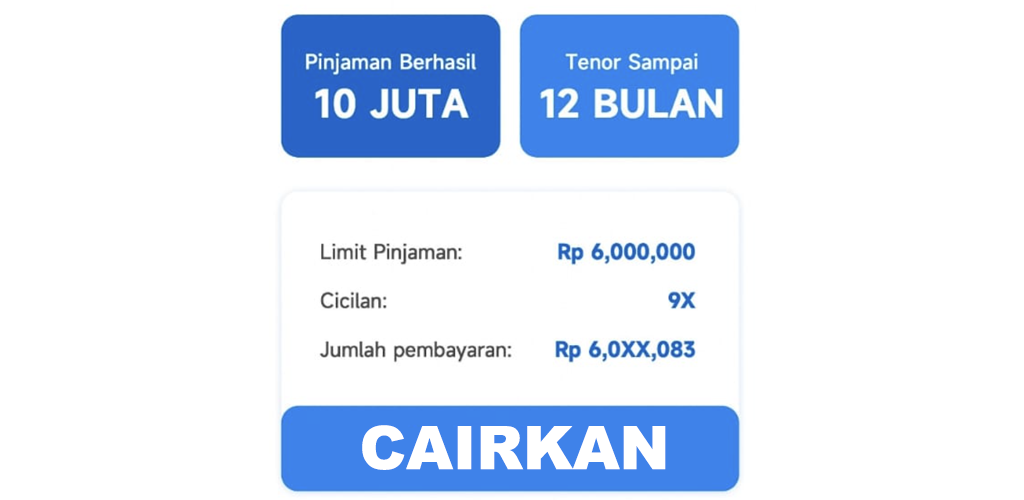 Pinjaman Berhasil
10 JUTA
Tenor Sampai
12 BULAN
Limit Pinjaman: Rp 6,000,000
Cicilan: 9X
Jumlah pembayaran: Rp 6,0XX,083
CAIRKAN